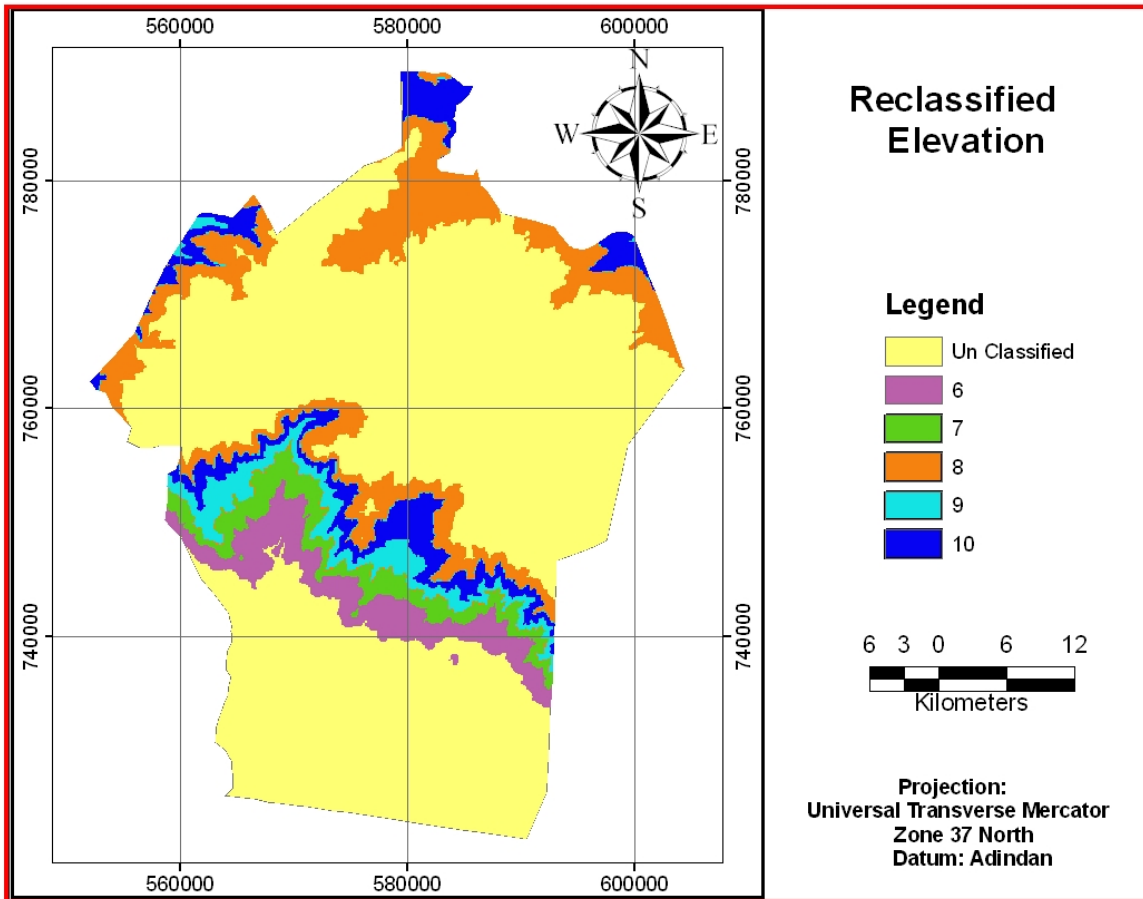 560000 580000 600000
N
W E
S
780000 780000
760000 760000
740000 740000
560000 580000 600000
Reclassified
Elevation
Legend
Un Classified
6
7
8
9
10
6 3 0 6 12
Kilometers
Projection:
Universal Transverse Mercator
Zone 37 North
Datum: Adindan